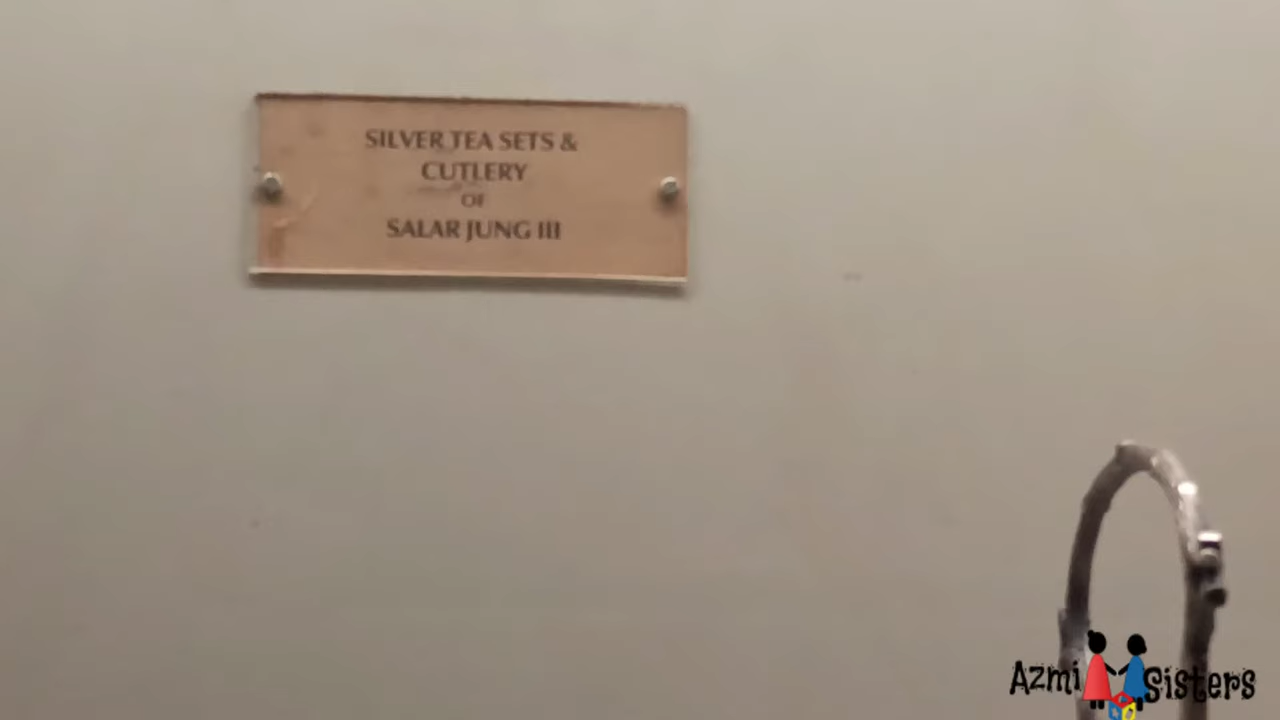 SILVER TEA SETS &
CUTLERY
OF
SALAR JUNG III
Azmi Sisters